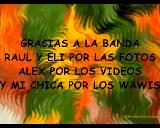 GRACIAS A LA BANDA
RAUL Y ELI POR LAS FOTOS
ALEX POR LOS VIDEOS
Y MI CHICA POR LOS WAWIS